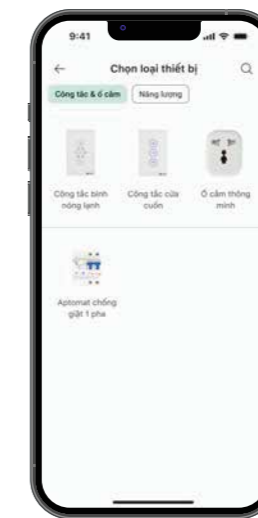 9:41
Chọn loại thiết bị
Công tắc & ổ cắm
Năng lượng
Công tắc bình
nóng lạnh
Công tắc cửa
cuốn
Ổ cắm thông
minh
Aptomat chống
giật 1 pha